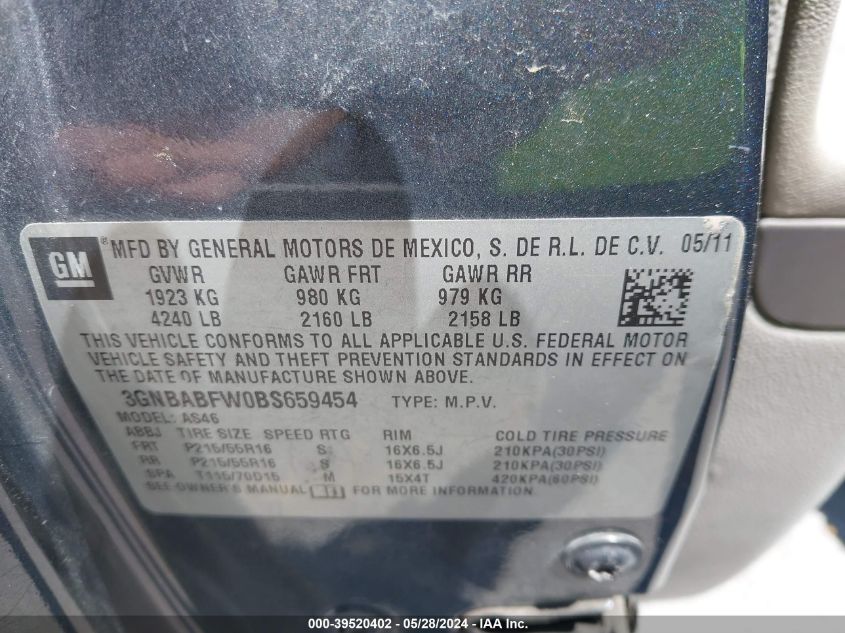 GM
® MFD BY GENERAL MOTORS DE MEXICO, S. DE R.L. DE C.V. 05/11
GVWR GAWR FRT GAWR RR
1923 KG 980 KG 979 KG
4240 LB 2160 LB 2158 LB
THIS VEHICLE CONFORMS TO ALL APPLICABLE U.S. FEDERAL MOTOR
VEHICLE SAFETY AND THEFT PREVENTION STANDARDS IN EFFECT ON
THE DATE OF MANUFACTURE SHOWN ABOVE.
3GNBABFW0BS659454 TYPE: M.P.V.
MODEL: AS46
ABBJ TIRE SIZE SPEED RTG RIM COLD TIRE PRESSURE
FRT P215/55R16 S 16X6.5J 210KPA(30PSI)
RR P215/55R16 S 16X6.5J 210KPA(30PSI)
SPA T115/70D15 M 15X4T 420KPA(60PSI)
SEE OWNER'S MANUAL FOR MORE INFORMATION.
000-39520402 - 05/28/2024 - IAA Inc.